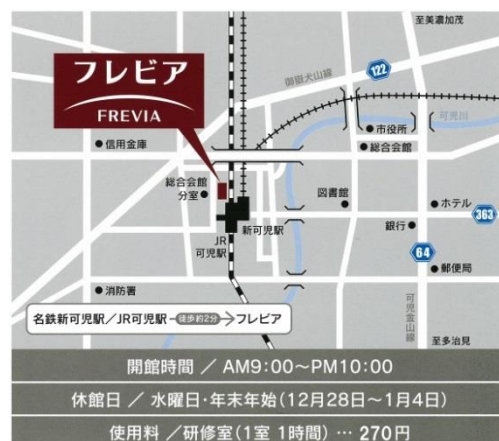 至美濃加茂
フレビア
FREVIA
御嶽犬山線
122
可児川
市役所
信用金庫
総合会館
総合会館
分室
図書館
ホテル
新可児駅
銀行
363
JR
可児駅
64
郵便局
消防署
可児金山線
名鉄新可児駅/JR可児駅 徒歩約2分 フレビア
至多治見
開館時間 / AM9:00~PM10:00
休館日 / 水曜日・年末年始(12月28日~1月4日)
使用料/研修室(1室 1時間) … 270円